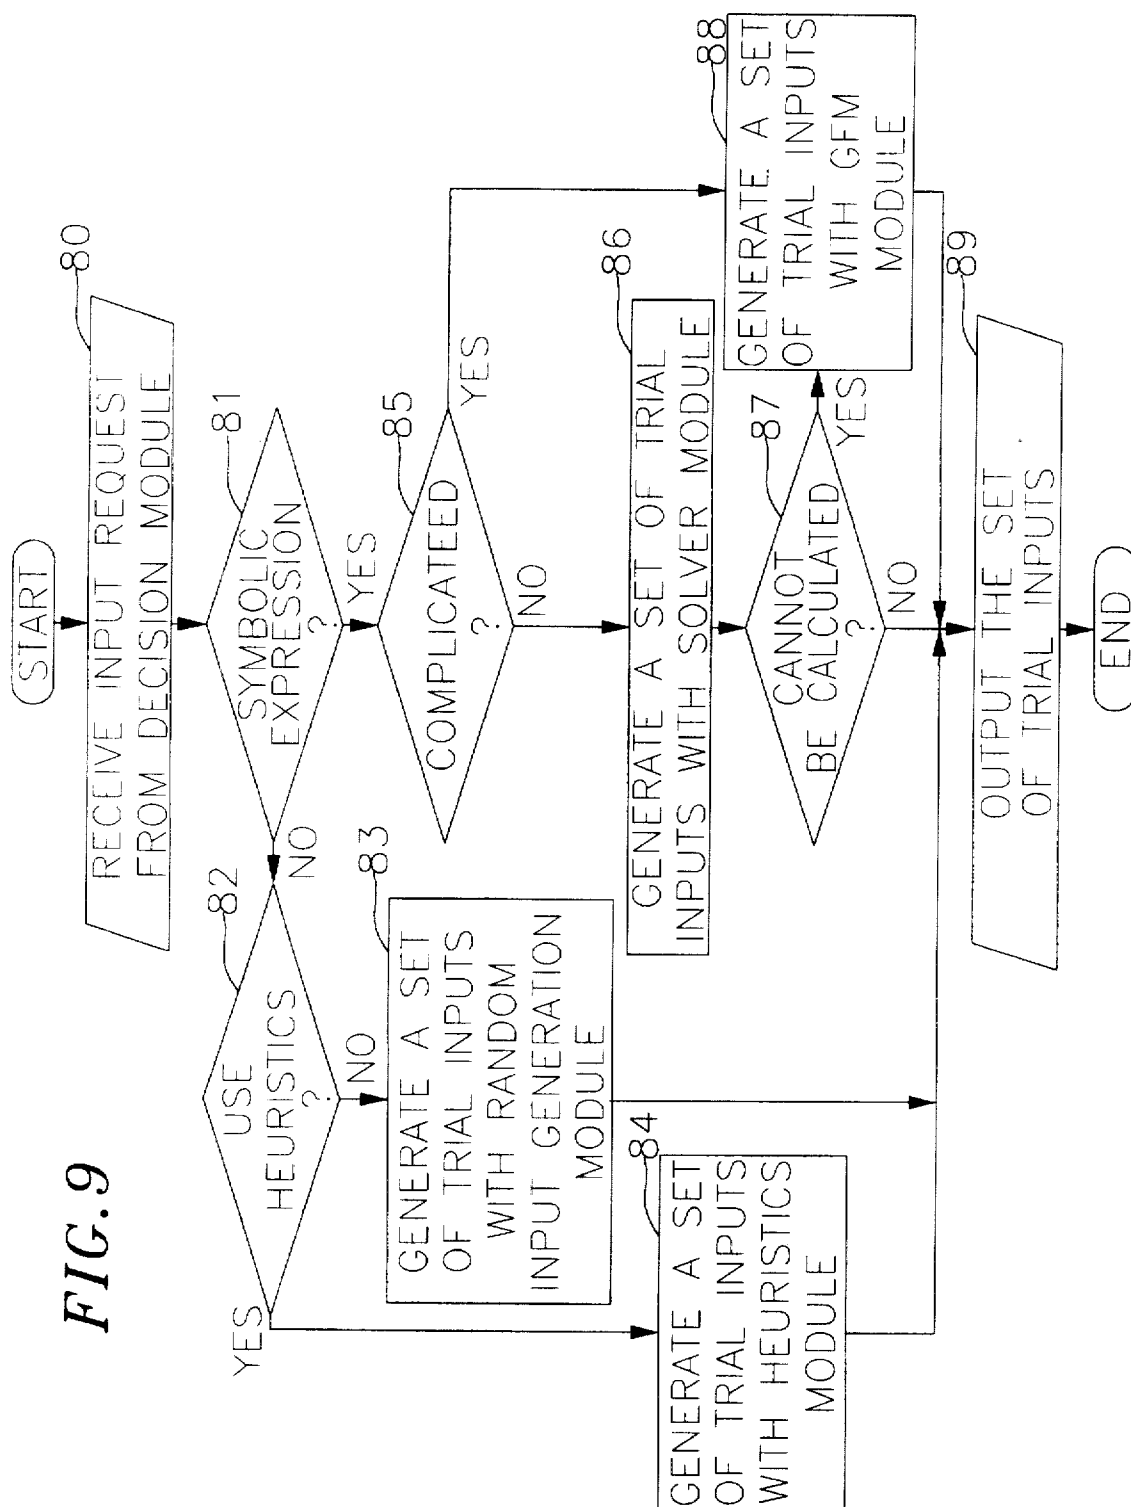 FIG.9
START
80
RECEIVE INPUT REQUEST
FROM DECISION MODULE
81
SYMBOLIC
EXPRESSION
?
NO
YES
82
USE
HEURISTICS
?
YES
NO
83
GENERATE A SET
OF TRIAL INPUTS
WITH RANDOM
INPUT GENERATION
MODULE
84
GENERATE A SET
OF TRIAL INPUTS
WITH HEURISTICS
MODULE
85
COMPLICATEED
?
YES
NO
86
GENERATE A SET OF TRIAL
INPUTS WITH SOLVER MODULE
87
CANNOT
BE CALCULATED
?
YES
NO
88
GENERATE A SET
OF TRIAL INPUTS
WITH GFM
MODULE
89
OUTPUT THE SET
OF TRIAL INPUTS
END